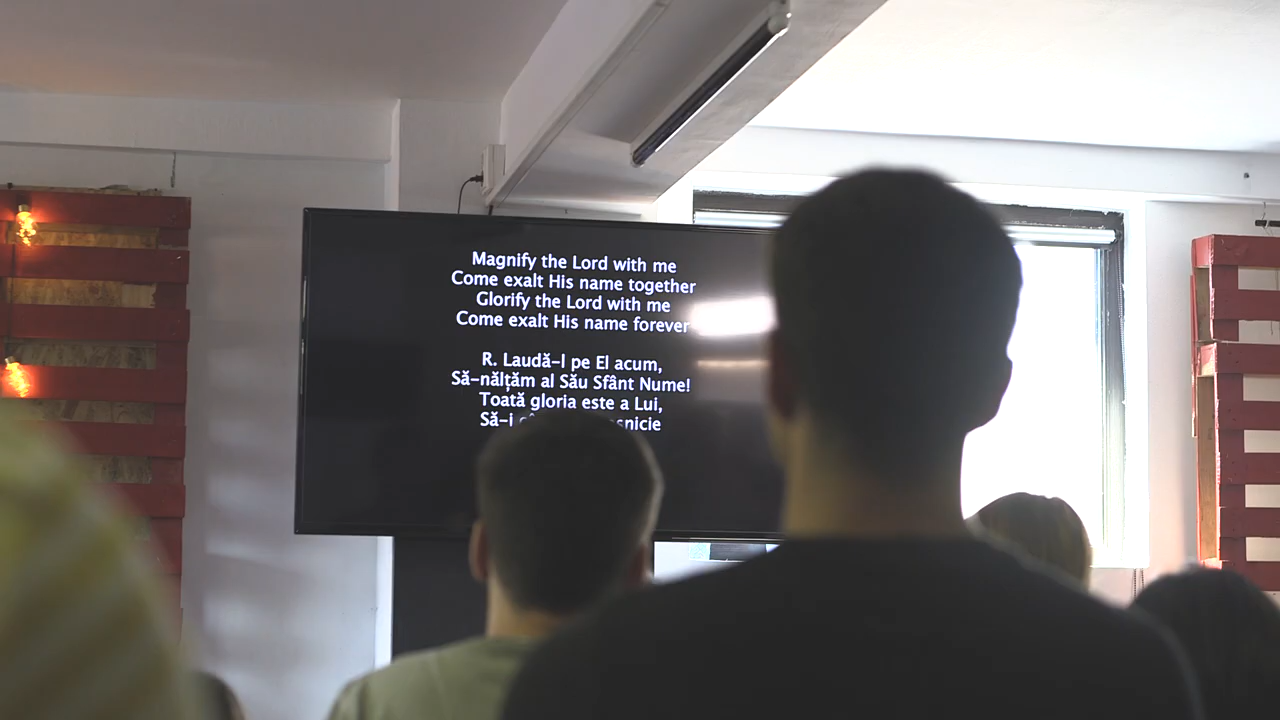 Magnify the Lord with me
Come exalt His name together
Glorify the Lord with me
Come exalt His name forever
R. Laudă-l pe El acum,
Să-nălțăm al Său Sfânt Nume!
Toată gloria este a Lui,
Să-i